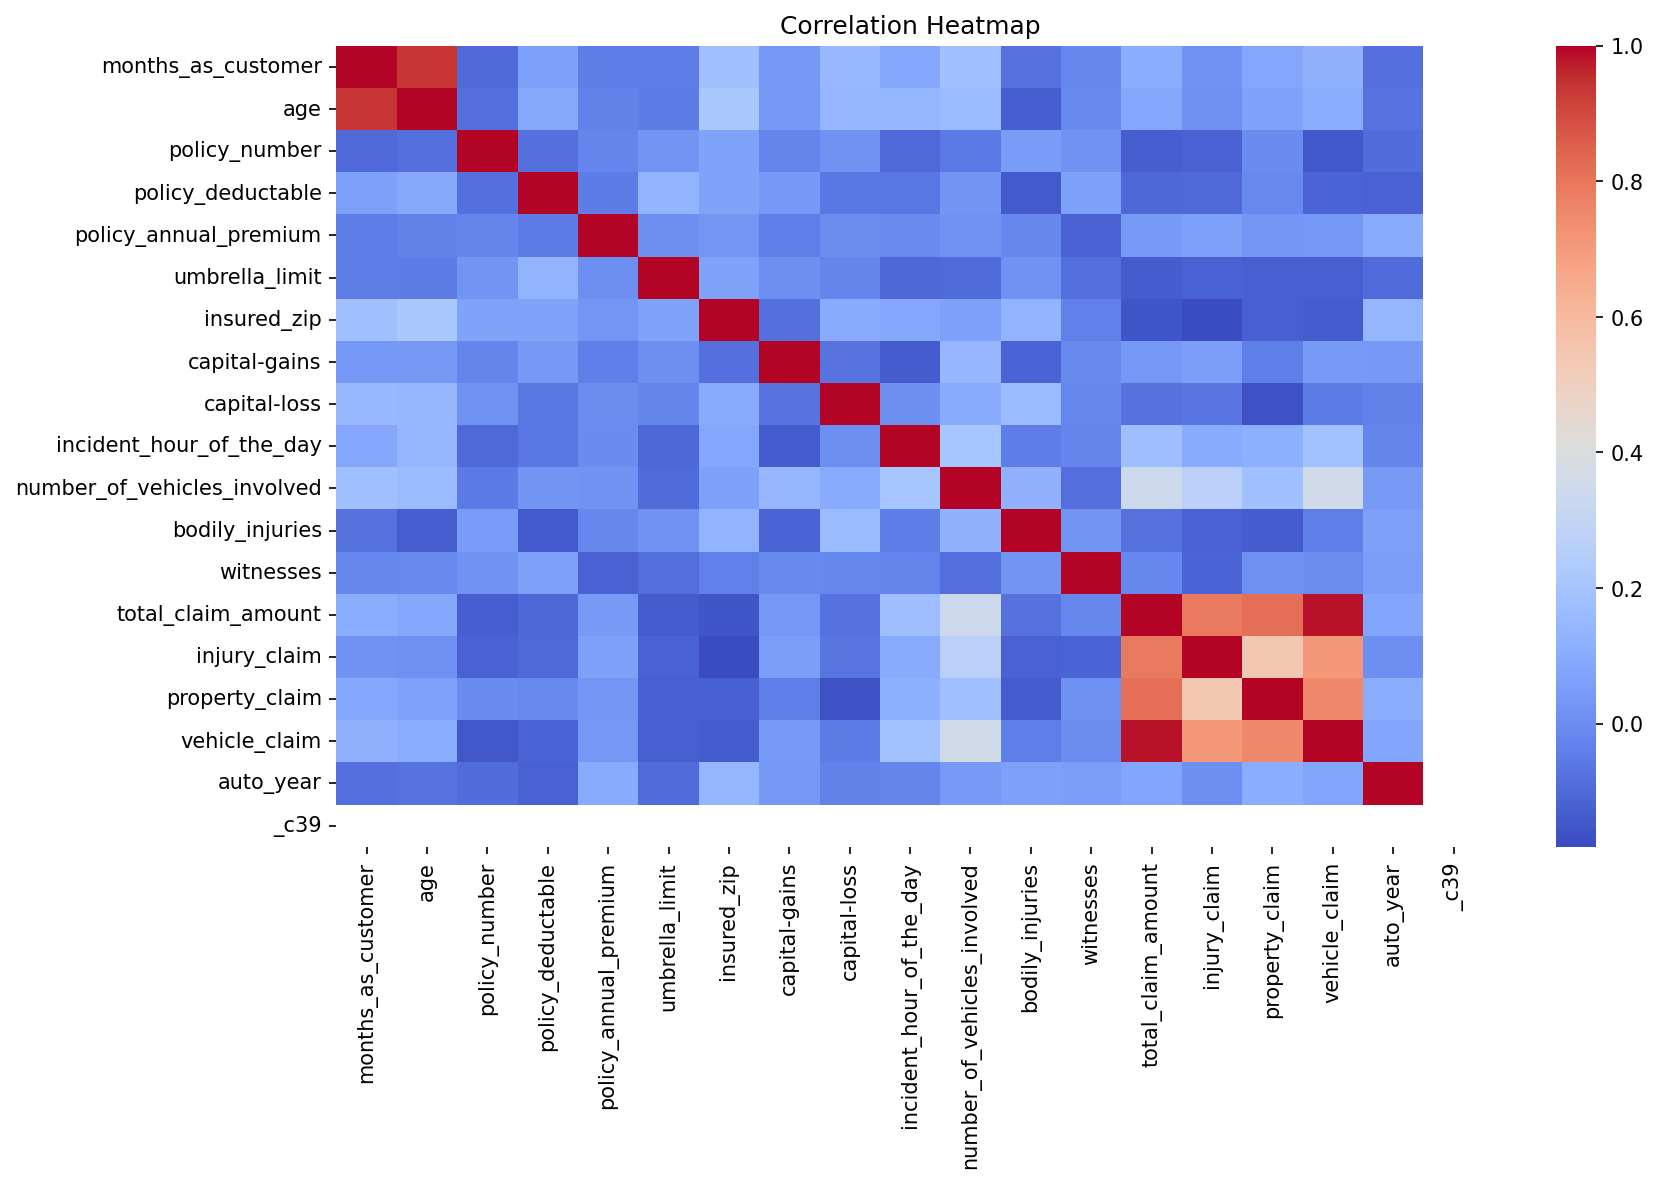 Correlation Heatmap
months_as_customer
age
policy_number
policy_deductable
policy_annual_premium
umbrella_limit
insured_zip
capital-gains
capital-loss
incident_hour_of_the_day
number_of_vehicles_involved
bodily_injuries
witnesses
total_claim_amount
injury_claim
property_claim
vehicle_claim
auto_year
_c39
months_as_customer
age
policy_number
policy_deductable
policy_annual_premium
umbrella_limit
insured_zip
capital-gains
capital-loss
incident_hour_of_the_day
number_of_vehicles_involved
bodily_injuries
witnesses
total_claim_amount
injury_claim
property_claim
vehicle_claim
auto_year
_c39
1.0
0.8
0.6
0.4
0.2
0.0